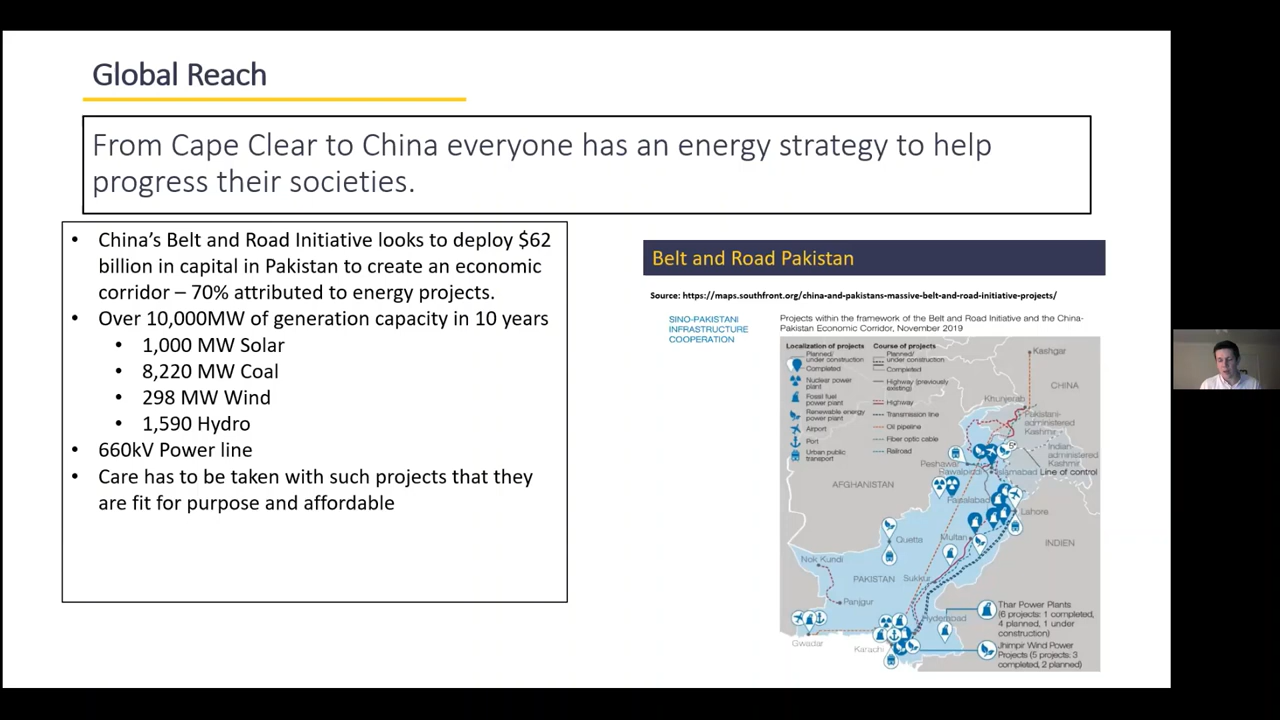 Global Reach
From Cape Clear to China everyone has an energy strategy to help
progress their societies.
• China's Belt and Road Initiative looks to deploy $62
billion in capital in Pakistan to create an economic
corridor – 70% attributed to energy projects.
• Over 10,000MW of generation capacity in 10 years
• 1,000 MW Solar
• 8,220 MW Coal
• 298 MW Wind
• 1,590 Hydro
• 660kV Power line
• Care has to be taken with such projects that they
are fit for purpose and affordable
Belt and Road Pakistan
Source: https://maps.southfront.org/china-and-pakistans-massive-belt-and-road-initiative-projects/
SINO-PAKISTANI
INFRASTRUCTURE
COOPERATION
Projects within the framework of the Belt and Road Initiative and the China-
Pakistan Economic Corridor, November 2019
Localization of projects
Planned/
under construction
Completed
Nuclear power
plant
Fossil fuel
power plant
Renewable energy
power plant
Airport
Port
Urban public
transport
Course of projects
Planned/
under construction
Completed
Highway (previously
existing)
Highway
Transmission line
Oil pipeline
Fiber optic cable
Railroad
Kashgar
CHINA
Khunjerab
Pakistani-
administered
Kashmir
Indian-
administered
Kashmir
Line of control
Peshawar
Rawalpindi
Islamabad
AFGHANISTAN
Faisalabad
Lahore
Quetta
Multan
INDIEN
Nok Kundi
PAKISTAN
Sukkur
Panjgur
Thar Power Plants
(6 projects: 1 completed,
4 planned, 1 under
construction)
Hyderabad
Gwadar
Karachi
Jhimpir Wind Power
Projects (5 projects: 3
completed, 2 planned)